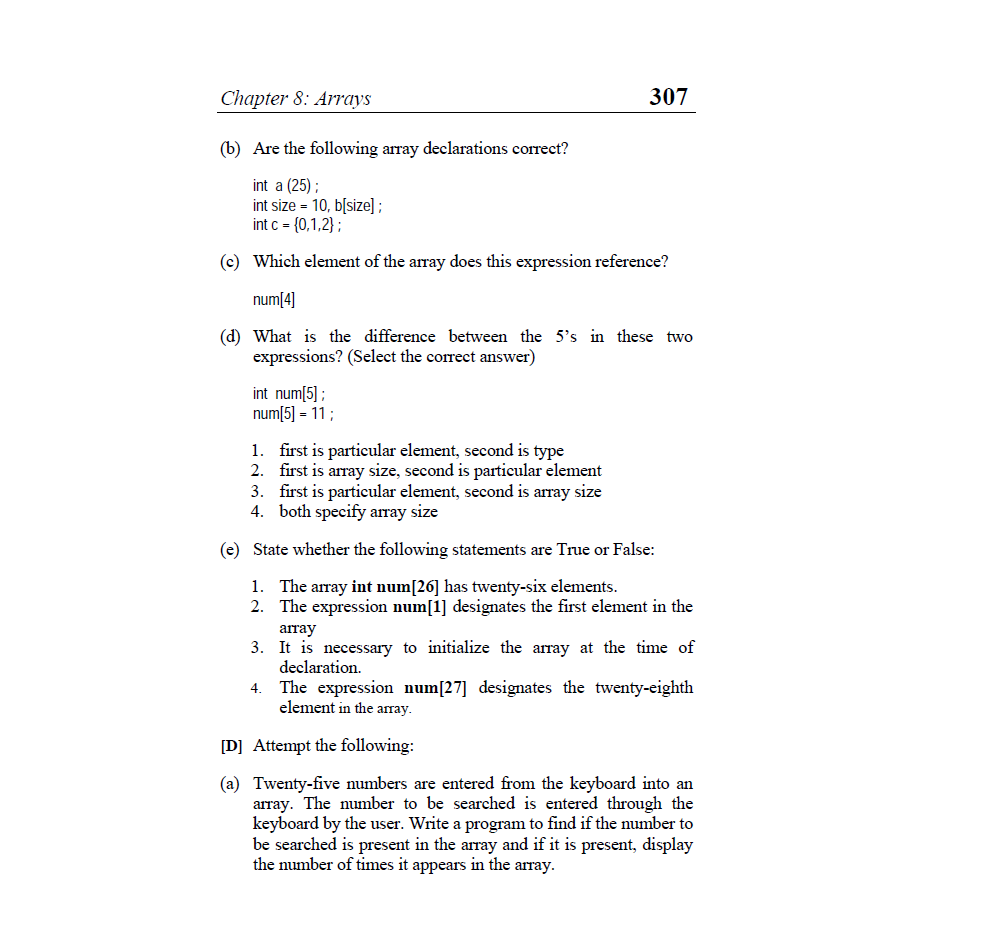 Chapter 8: Arrays 307
(b) Are the following array declarations correct?
int a (25) ;
int size = 10, b[size] ;
int c = {0,1,2} ;
(c) Which element of the array does this expression reference?
num[4]
(d) What is the difference between the 5’s in these two
expressions? (Select the correct answer)
int num[5] ;
num[5] = 11 ;
1. first is particular element, second is type
2. first is array size, second is particular element
3. first is particular element, second is array size
4. both specify array size
(e) State whether the following statements are True or False:
1. The array int num[26] has twenty-six elements.
2. The expression num[1] designates the first element in the
array
3. It is necessary to initialize the array at the time of
declaration.
4. The expression num[27] designates the twenty-eighth
element in the array.
[D] Attempt the following:
(a) Twenty-five numbers are entered from the keyboard into an
array. The number to be searched is entered through the
keyboard by the user. Write a program to find if the number to
be searched is present in the array and if it is present, display
the number of times it appears in the array.